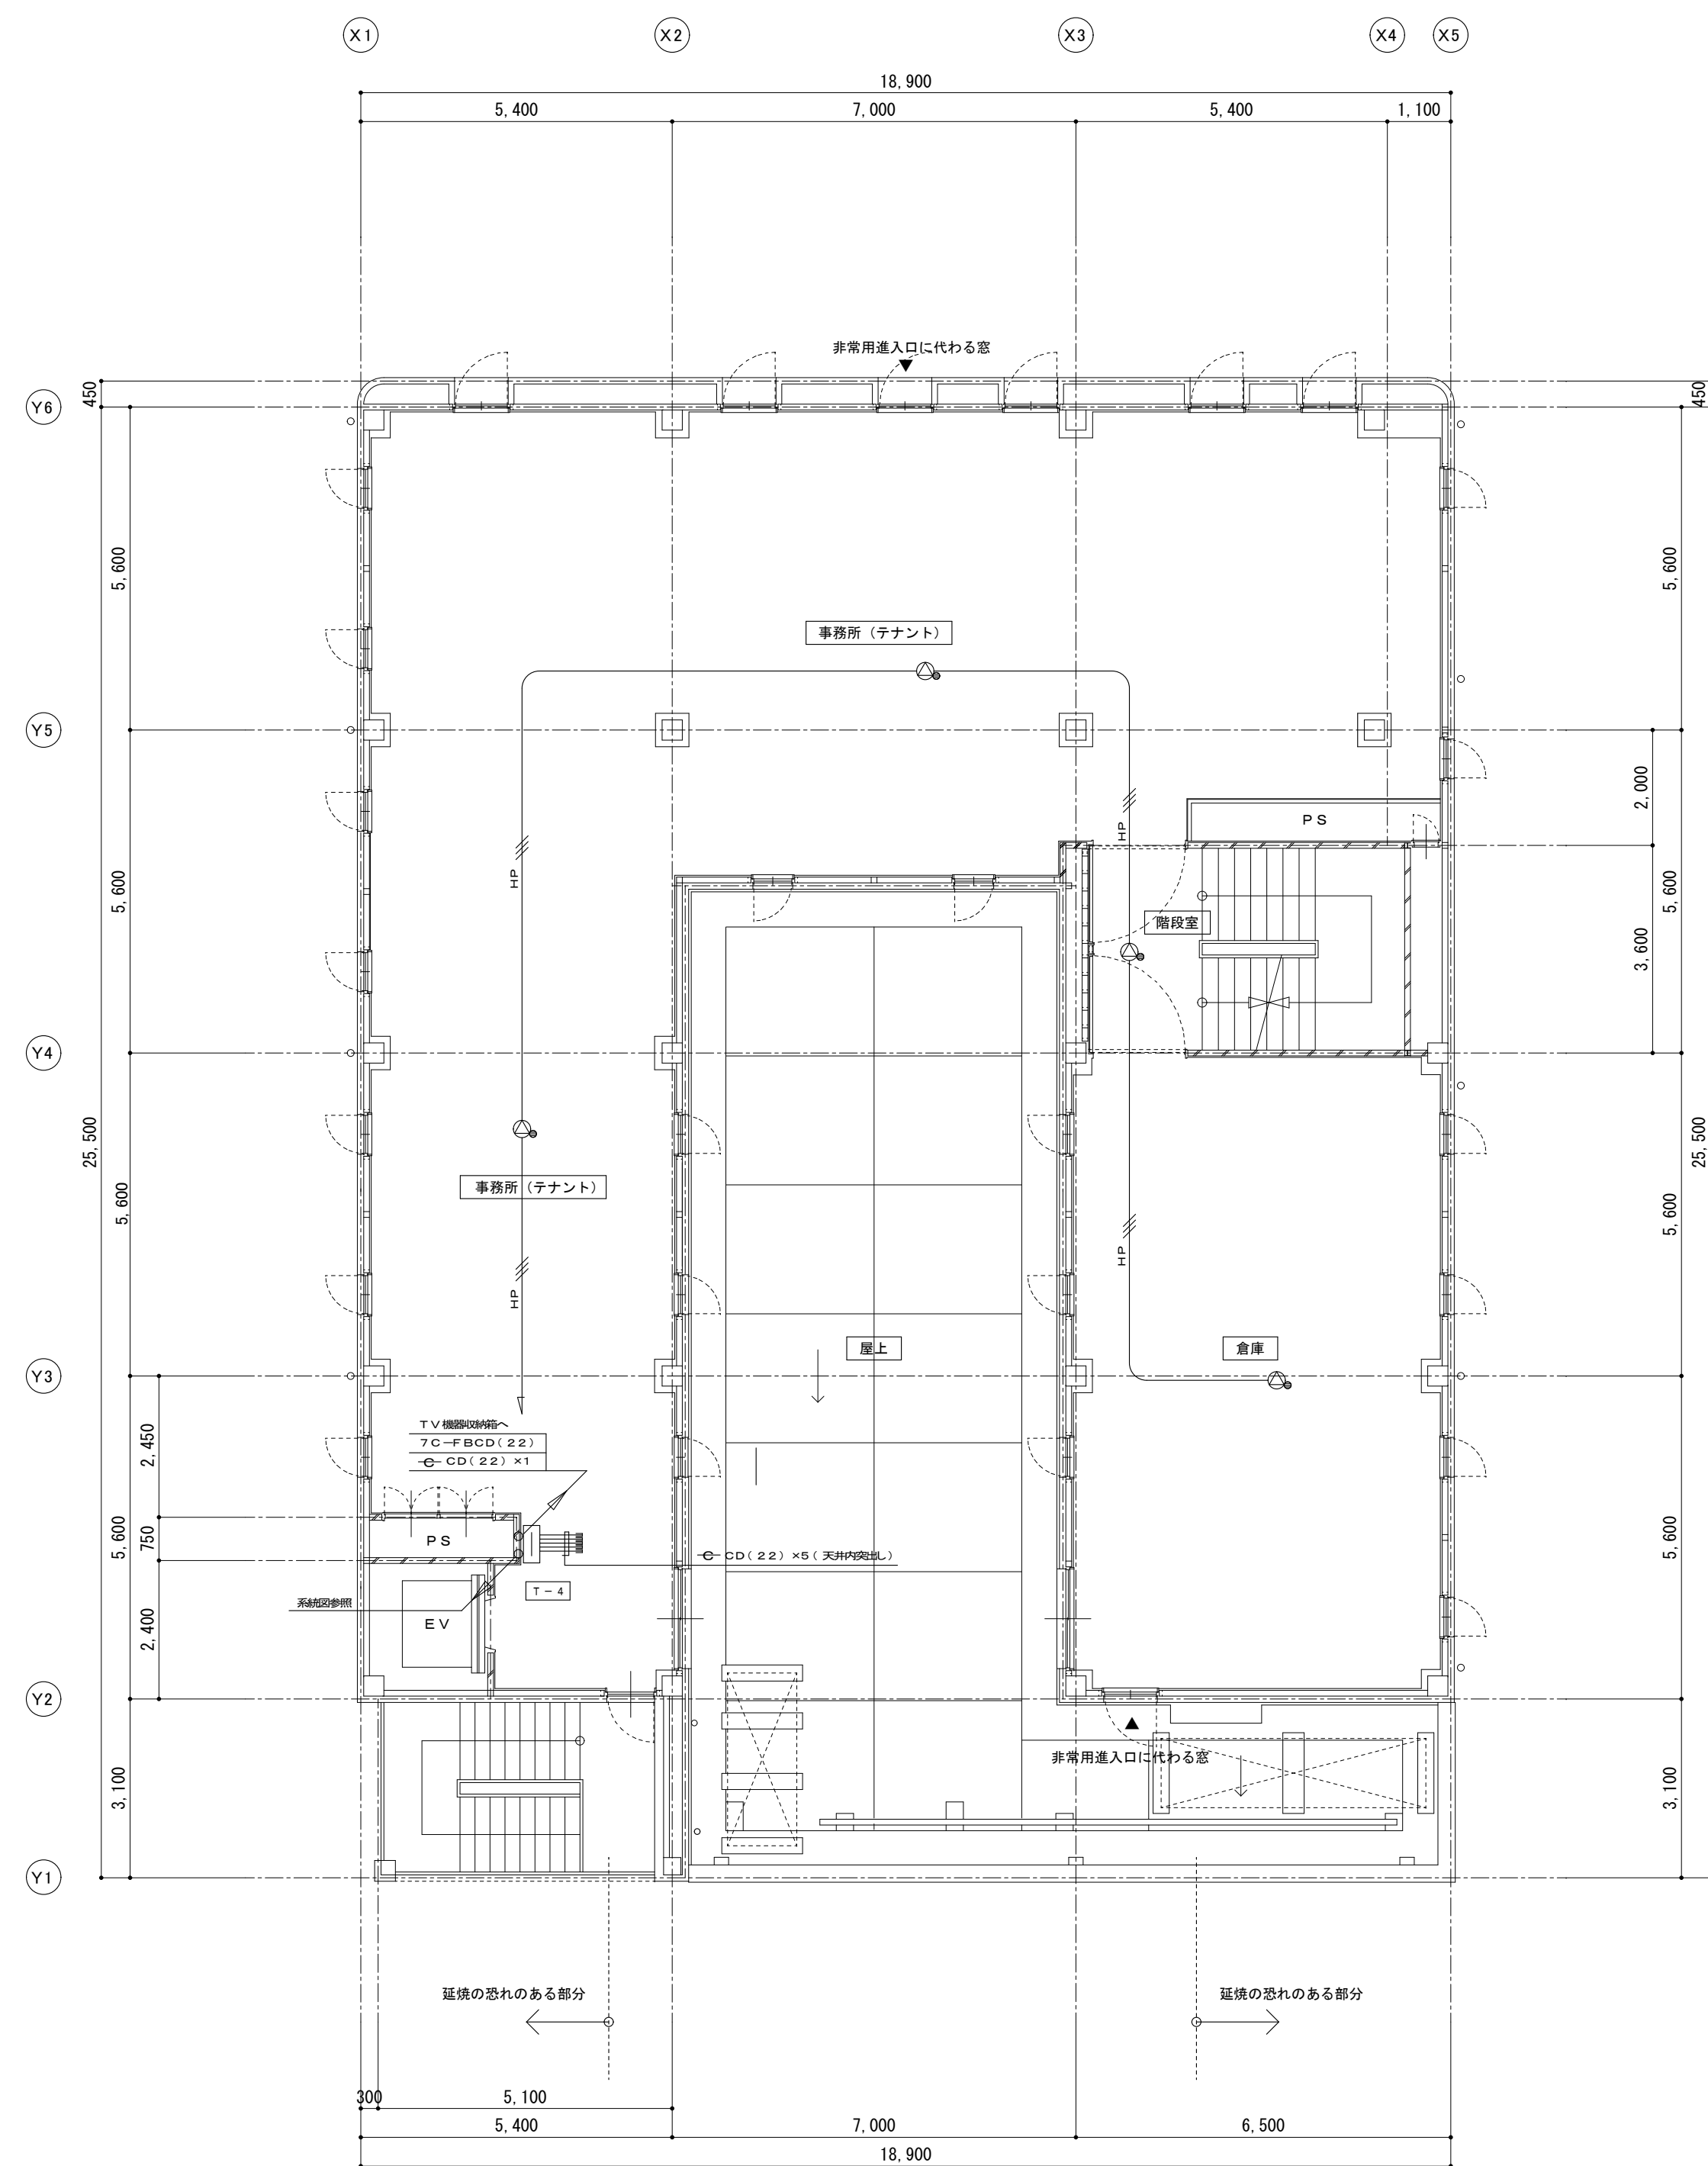 X1 X2 X3 X4 X5
18,900
5,400 7,000 5,400 1,100
非常用進入口に代わる窓
450 450
Y6
5,600 5,600
事務所（テナント）
Y5
2,000
HP
PS
5,600 HP 5,600
階段室
3,600
Y4
25,500 25,500
事務所（テナント）
5,600 5,600
HP
HP
屋上 倉庫
Y3
TV機器収納箱へ
7C-FBCD(22)
2,450
C CD(22)×1
5,600 750 PS 5,600
C CD(22)×5(天井内突出し)
T-4
系統図参照
2,400 EV
Y2
非常用進入口に代わる窓
3,100 3,100
Y1
延焼の恐れのある部分 延焼の恐れのある部分
300 5,100
5,400 7,000 6,500
18,900